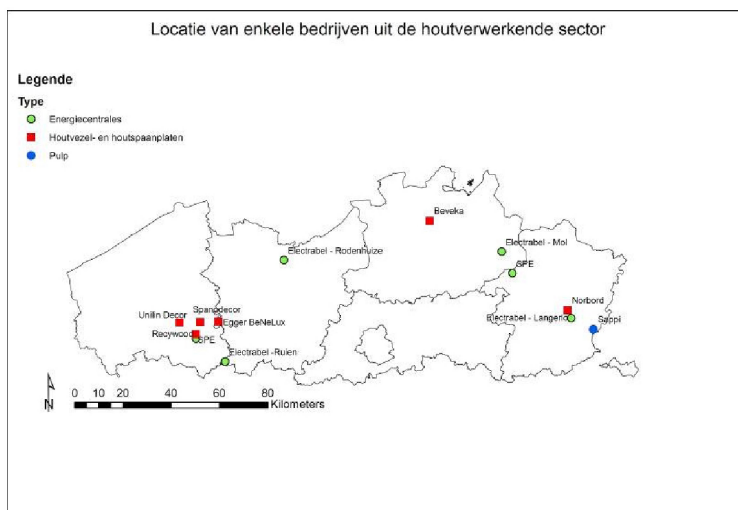 Locatie van enkele bedrijven uit de houtverwerkende sector
Legende
Type
Energiecentrales
Houtvezel- en houtspaanplaten
Pulp
Beveka
Electrabel - Rodenhuize
Electrabel - Mol
SPE
Norbord
Electrabel - Langerlo
Sappi
Spanodecor
Unilin Decor
Egger BeNeLux
Recywood
SPE
Electrabel -Ruien
N
0 10 20 40 60 80
Kilometers